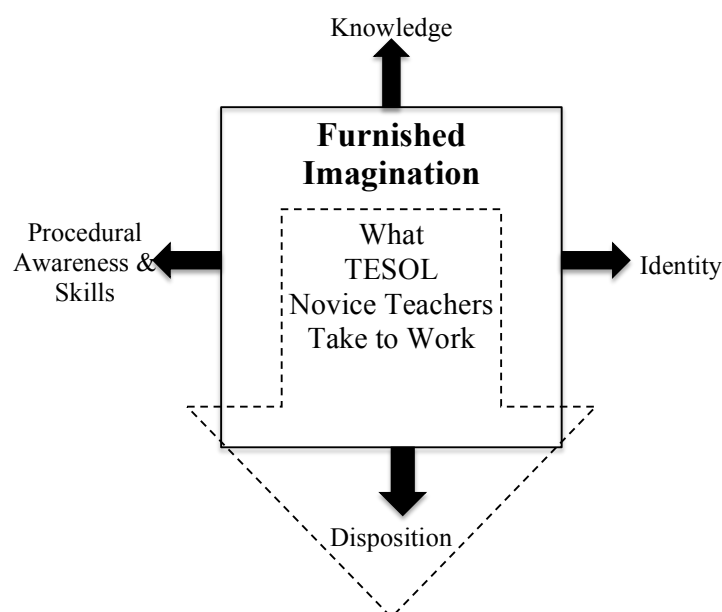 Knowledge
Furnished
Imagination
What
TESOL
Novice Teachers
Take to Work
Procedural
Awareness &
Skills
Identity
Disposition